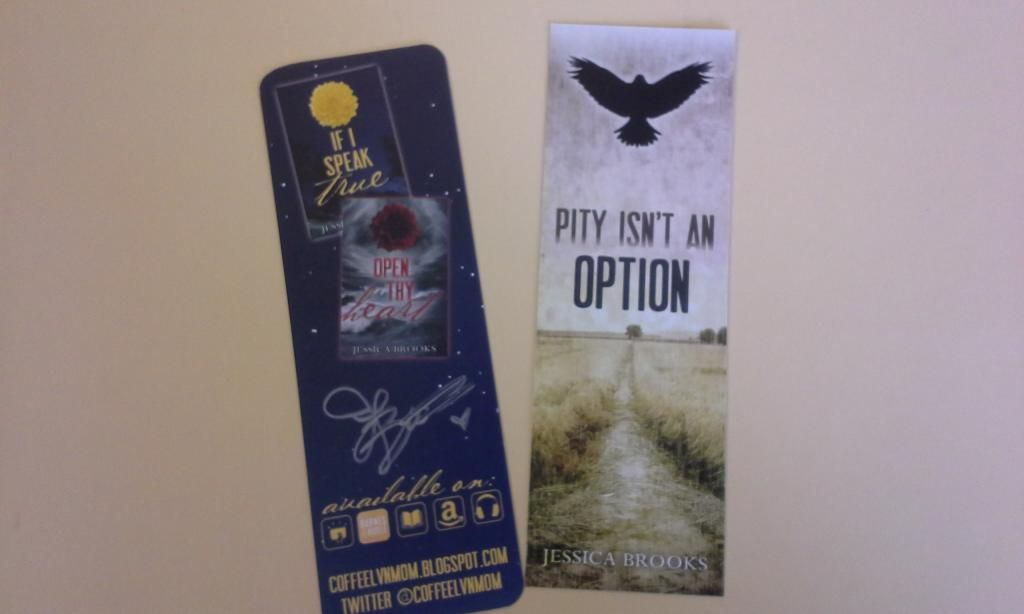 IF I
SPEAK
true
OPEN
THY
heart
JESSICA BROOKS
available on:
a
COFFEELVNMOM.BLOGSPOT.COM
TWITTER @COFFEELVNMOM
PITY ISN'T AN
OPTION
JESSICA BROOKS